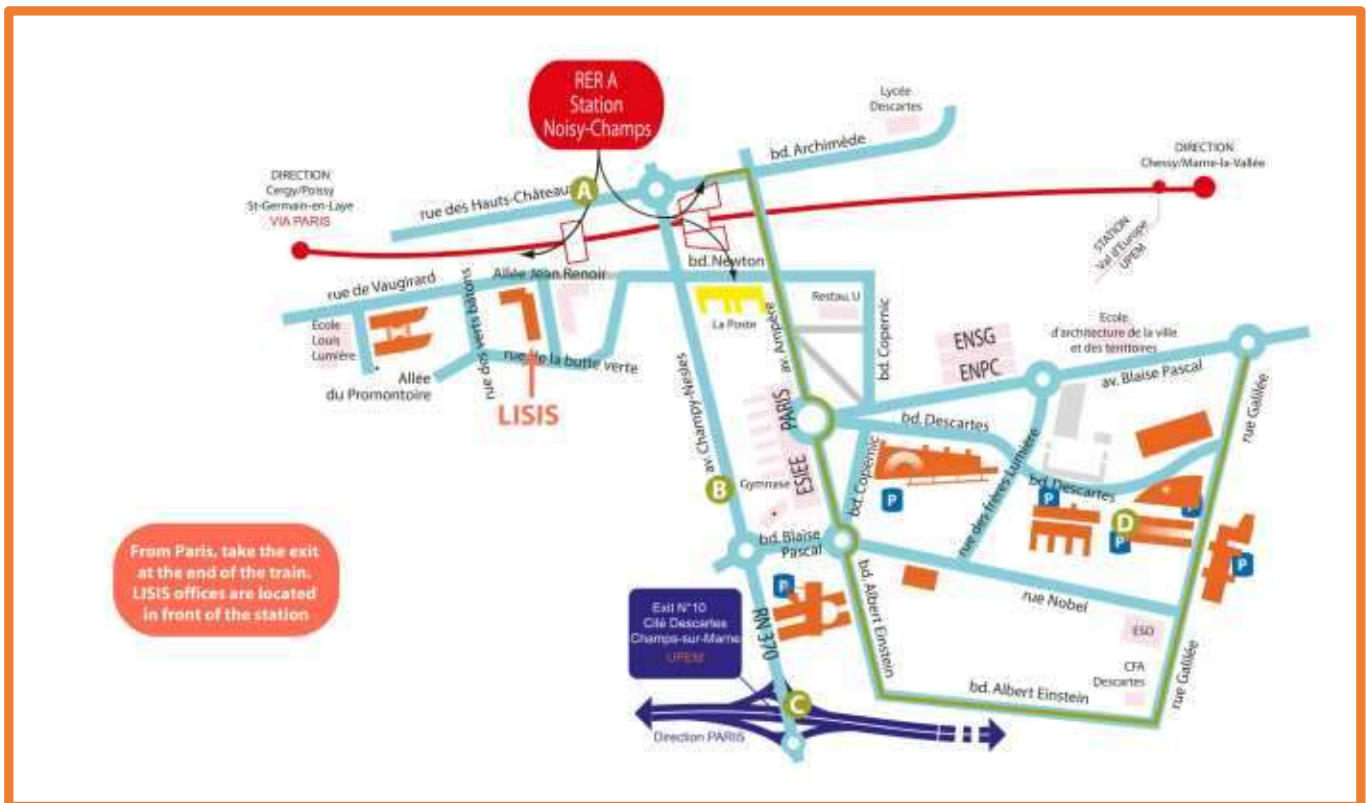 RER A
Station
Noisy-Champs
Lycée
Descartes
bd. Archimède
DIRECTION
Chessy/Marne-la-Vallée
DIRECTION
Cergy/Poissy
St-Germain-en-Laye
VIA PARIS
A
rue des Hauts-Château
STATION
Val d'Europe
UPEM
bd. Newton
rue de Vaugirard
Allée Jean Renoir
rue des verts bâtons
La Poste
Restau. U
av. Ampère
bd. Copernic
Ecole
Louis
Lumière
rue de la butte verte
Allée
du Promontoire
LISIS
av. Champy-Nesles
ENSG
ENPC
Ecole
d'architecture de la ville
et des territoires
av. Blaise Pascal
rue Galilée
ESIEE PARIS
bd. Descartes
bd. Copernic
rue des frères Lumière
bd. Descartes
B
Gymnase
P
P
P
D
P
P
bd. Blaise
Pascal
From Paris, take the exit
at the end of the train.
LISIS offices are located
in front of the station
P
RN 370
bd. Albert Einstein
rue Nobel
Exit N°10
Cité Descartes
Champs-sur-Marne
UPEM
ESO
CFA
Descartes
bd. Albert Einstein
rue Galilée
C
Direction PARIS